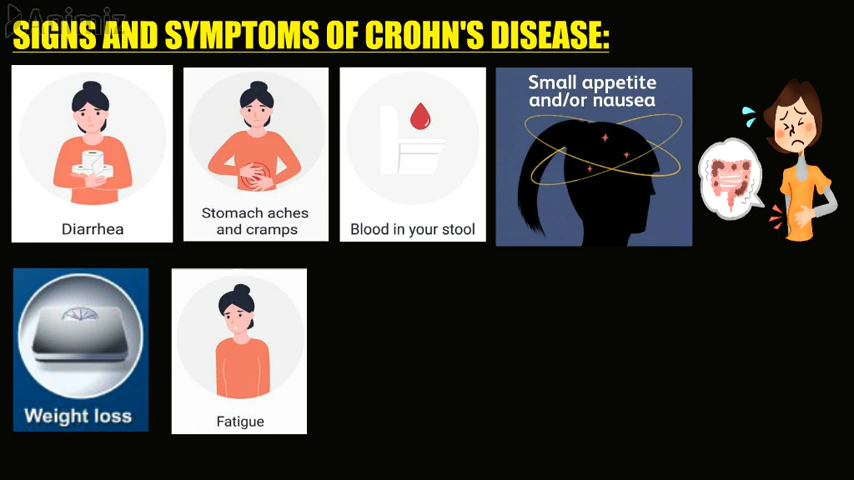 Animiz
SIGNS AND SYMPTOMS OF CROHN'S DISEASE:
Diarrhea
Stomach aches
and cramps
Blood in your stool
Small appetite
and/or nausea
Weight loss
Fatigue